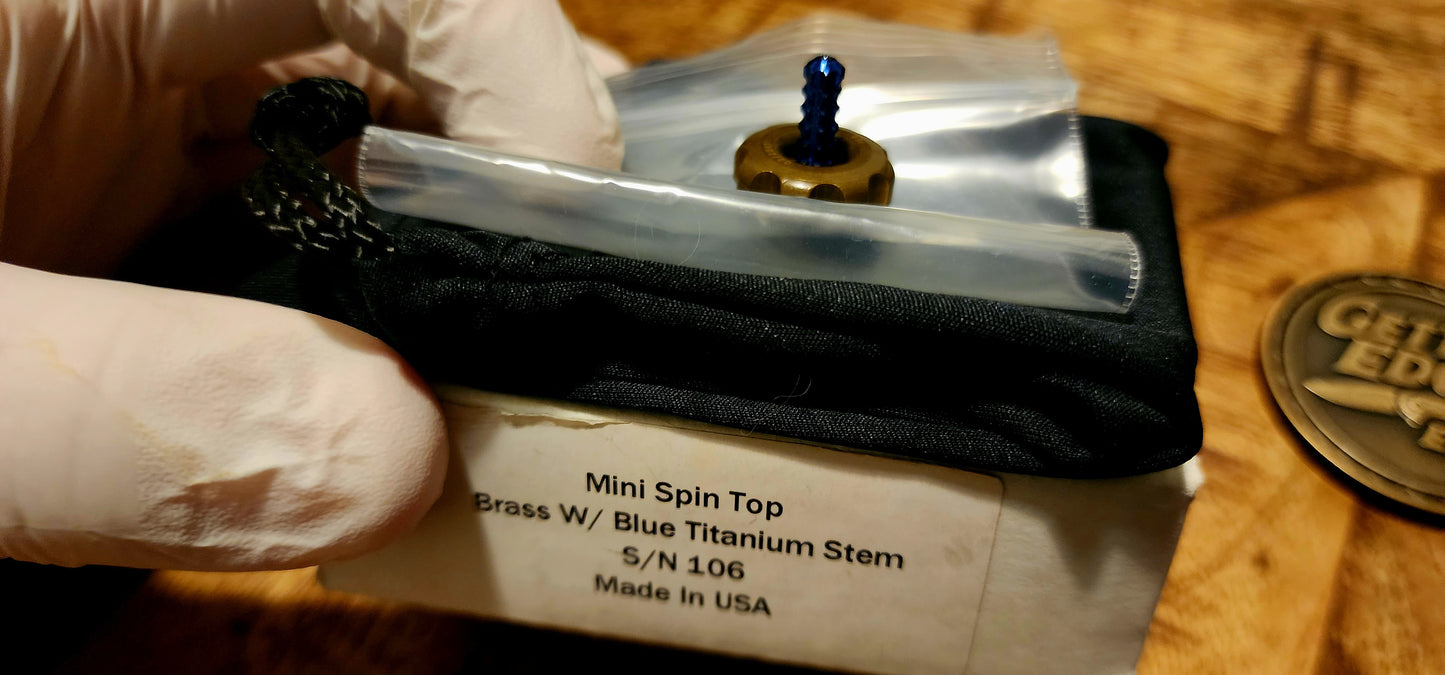 Mini Spin Top
Brass W/ Blue Titanium Stem
S/N 106
Made In USA